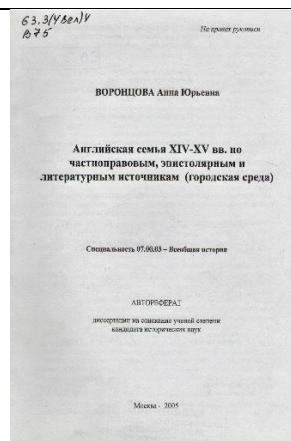 63.3(4Вел)4
В75
На правах рукописи
ВОРОНЦОВА Анна Юрьевна
Английская семья XIV-XV вв. по
частноправовым, эпистолярным и
литературным источникам (городская среда)
Специальность 07.00.03 – Всеобщая история
АВТОРЕФЕРАТ
диссертации на соискание ученой степени
кандидата исторических наук
Москва - 2005